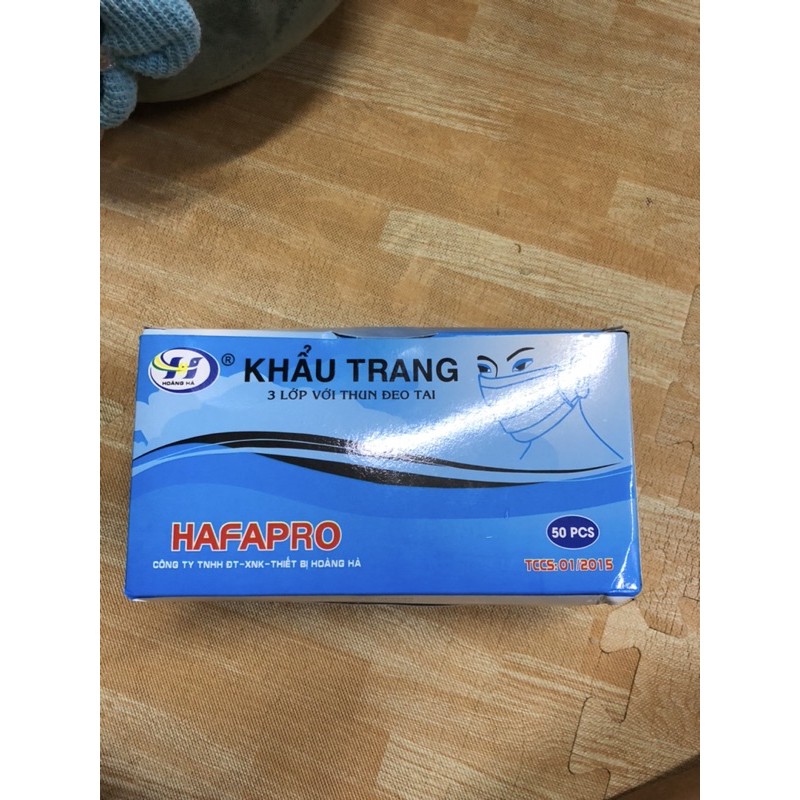 HOÀNG HÀ
® KHẨU TRANG
3 LỚP VỚI THUN ĐEO TAI
HAFAPRO
50 PCS
CÔNG TY TNHH ĐT-XNK-THIẾT BỊ HOÀNG HÀ
TCCS:01/2015